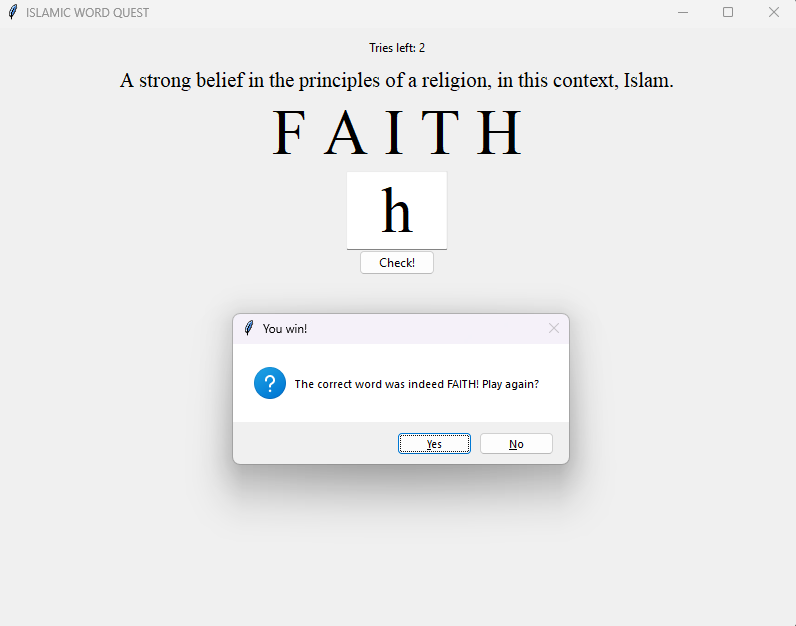 ISLAMIC WORD QUEST
Tries left: 2
A strong belief in the principles of a religion, in this context, Islam.
F A I T H
h
Check!
You win!
?
The correct word was indeed FAITH! Play again?
Yes
No